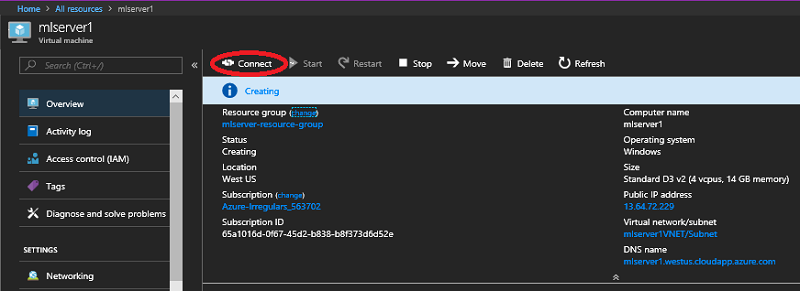 Home > All resources > mlserver1
mlserver1
Virtual machine
Search (Ctrl+/)
Overview
Activity log
Access control (IAM)
Tags
Diagnose and solve problems
SETTINGS
Networking
Connect Start Restart Stop Move Delete Refresh
Creating
Resource group (change)
mlserver-resource-group
Status
Creating
Location
West US
Subscription (change)
Azure-Irregulars_563702
Subscription ID
65a1016d-0f67-45d2-b838-b8f373d6d52e
Computer name
mlserver1
Operating system
Windows
Size
Standard D3 v2 (4 vcpus, 14 GB memory)
Public IP address
13.64.72.229
Virtual network/subnet
mlserver1VNET/Subnet
DNS name
mlserver1.westus.cloudapp.azure.com